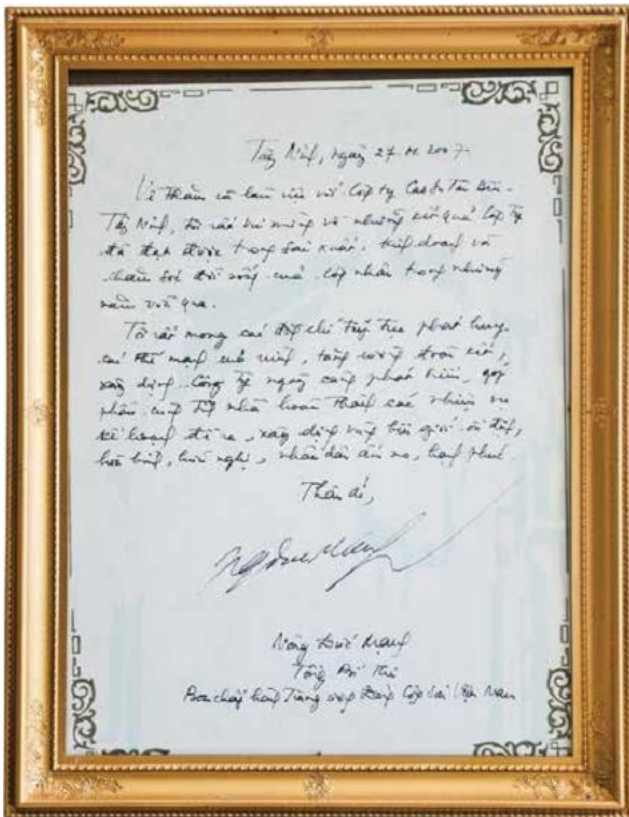 Tây Ninh, ngày 27.11.2007
Về thăm và làm việc với Công ty Cao su Tân Biên -
Tây Ninh, tôi rất vui mừng về những kết quả Công ty
đã đạt được trong sản xuất, kinh doanh và
chăm sóc đời sống của công nhân trong những
năm vừa qua.
Tôi rất mong các đồng chí tiếp tục phát huy
các thế mạnh của mình, tăng cường đoàn kết,
xây dựng Công ty ngày càng phát triển, góp
phần cùng Tỉnh nhà hoàn thành các nhiệm vụ
kế hoạch đề ra, xây dựng vùng biên giới ổn định,
hòa bình, hữu nghị, nhân dân ấm no, hạnh phúc.
Thân ái,
Nông Đức Mạnh
Tổng Bí Thư
Ban chấp hành Trung ương Đảng Cộng sản Việt Nam